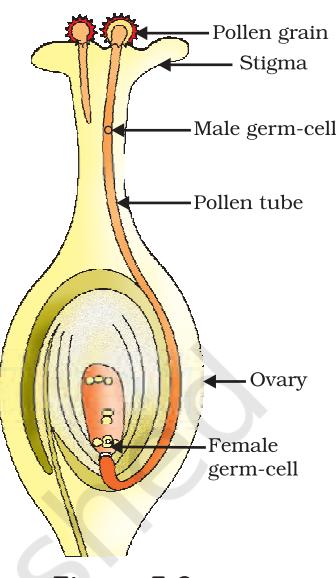 Pollen grain
Stigma
Male germ-cell
Pollen tube
Ovary
Female
germ-cell